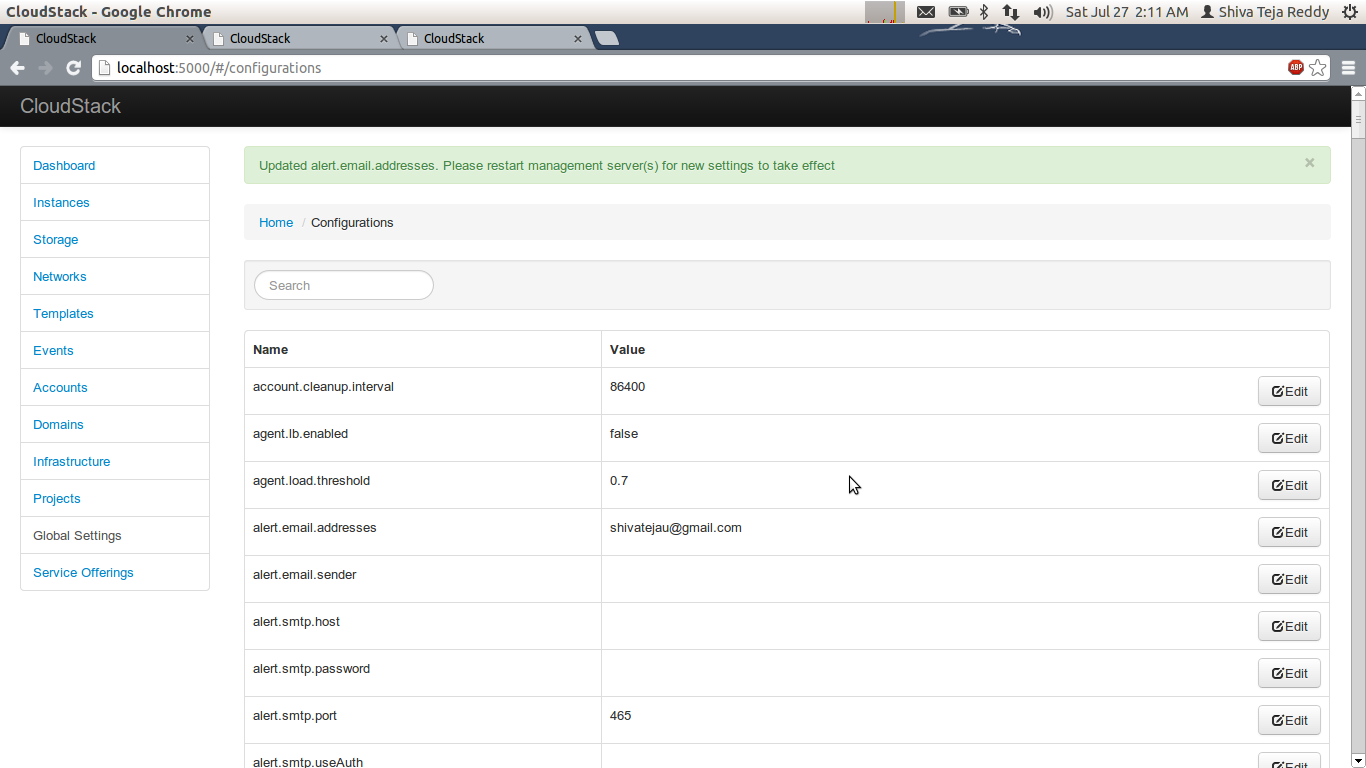 CloudStack - Google Chrome
Sat Jul 27 2:11 AM Shiva Teja Reddy
CloudStack CloudStack CloudStack
localhost:5000/#/configurations ABP
CloudStack
Dashboard
Instances
Storage
Networks
Templates
Events
Accounts
Domains
Infrastructure
Projects
Global Settings
Service Offerings
Updated alert.email.addresses. Please restart management server(s) for new settings to take effect ×
Home / Configurations
Search
Name Value
account.cleanup.interval 86400 Edit
agent.lb.enabled false Edit
agent.load.threshold 0.7 Edit
alert.email.addresses shivatejau@gmail.com Edit
alert.email.sender Edit
alert.smtp.host Edit
alert.smtp.password Edit
alert.smtp.port 465 Edit
alert.smtp.useAuth Edit